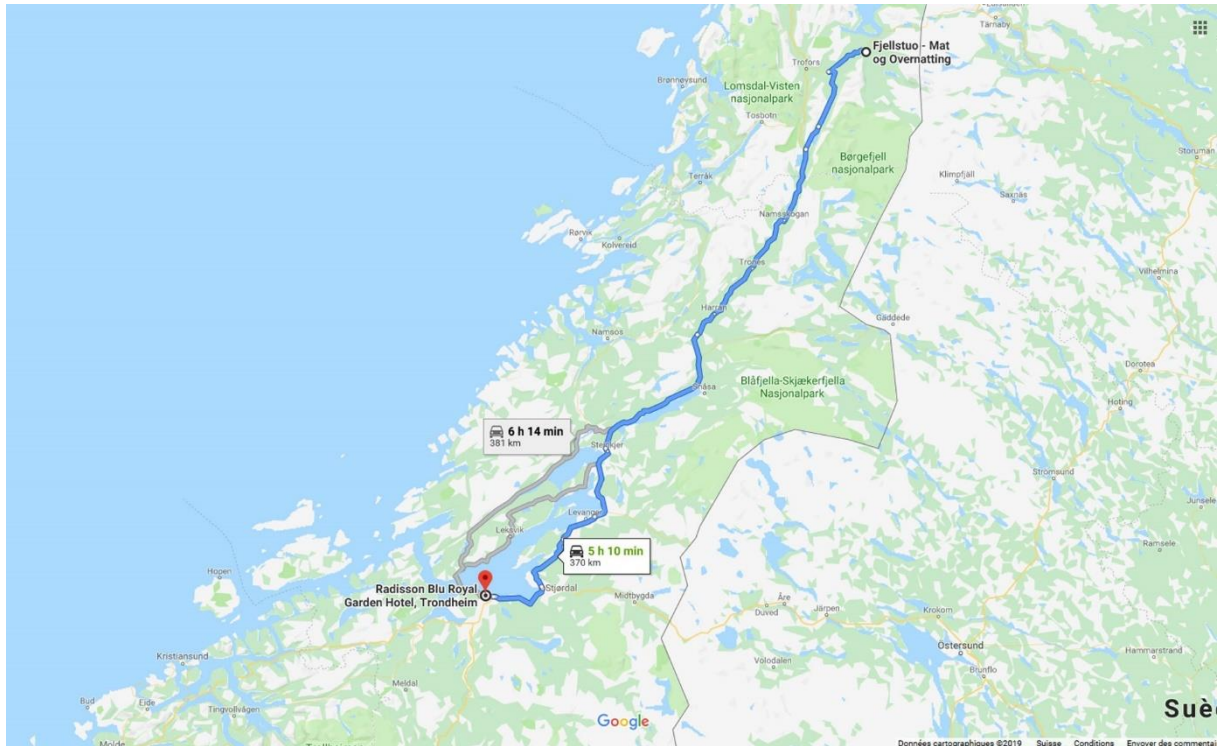 Tärnaby
Fjellstuo - Mat
og Overnatting
Trofors
Brønnøysund
Lomsdal-Visten
nasjonalpark
Tosbotn
Storuman
Børgefjell
nasjonalpark
Terråk
Klimpfjäll
Saxnäs
Namsskogan
Rørvik
Kolvereid
Trones
Vilhelmina
Harran
Gäddede
Namsos
Dorotea
Snåsa
Blåfjella-Skjækerfjella
Nasjonalpark
Hoting
6 h 14 min
381 km
Steinkjer
Strömsund
Junsele
Levanger
Leksvik
Ramsele
5 h 10 min
370 km
Hopen
Radisson Blu Royal
Garden Hotel, Trondheim
Stjørdal
Midtbygda
Åre
Duved
Järpen
Krokom
Östersund
Hammarstrand
Kristiansund
Volodalen
Brunflo
Meldal
Bud
Eide
Tingvollvågen
Suè
Google
Molde
Données cartographiques ©2019 Suisse Conditions Envoyer des commentai